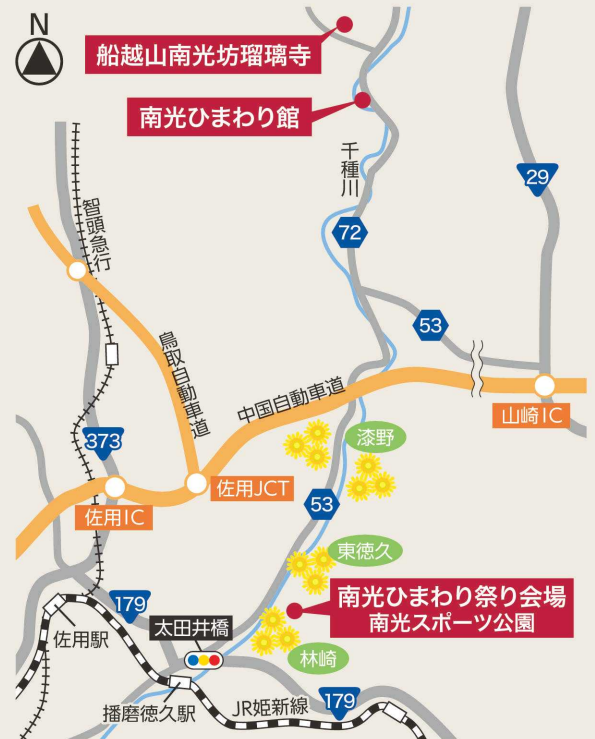 N
船越山南光坊瑠璃寺
南光ひまわり館
千種川
29
72
智頭急行
53
鳥取自動車道
中国自動車道
山崎IC
漆野
373
佐用JCT
佐用IC
53
東徳久
南光ひまわり祭り会場
南光スポーツ公園
179
太田井橋
佐用駅
林崎
播磨徳久駅
JR姫新線
179